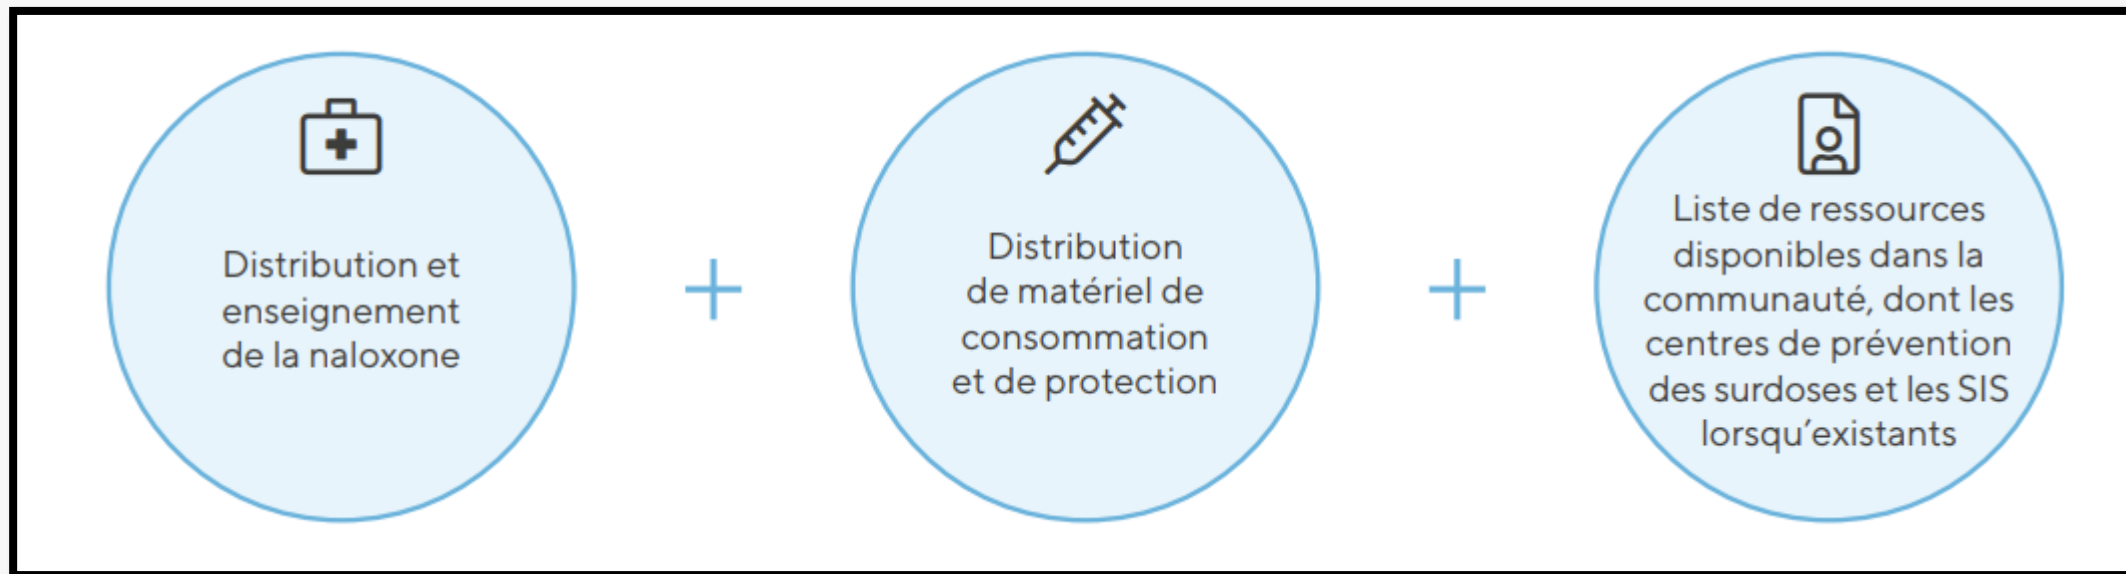 Distribution et
enseignement
de la naloxone
+
Distribution
de matériel de
consommation
et de protection
+
Liste de ressources
disponibles dans la
communauté, dont les
centres de prévention
des surdoses et les SIS
lorsqu’existants